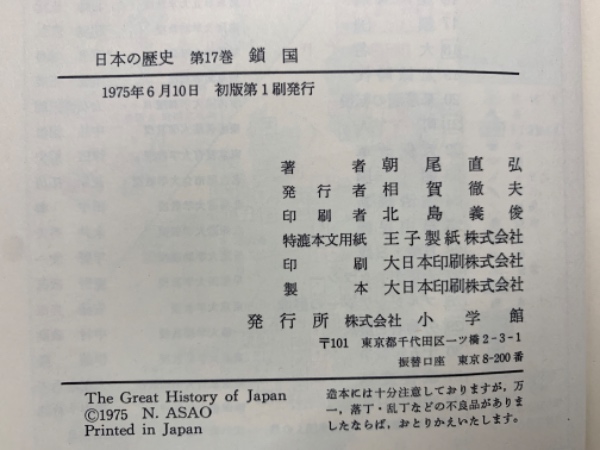 日本の歴史 第17巻 鎖 国
1975年6月10日 初版第1刷発行
著 者 朝 尾 直 弘
発 行 者 相 賀 徹 夫
印 刷 者 北 島 義 俊
特漉本文用紙 王子製紙株式会社
印 刷 大日本印刷株式会社
製 本 大日本印刷株式会社
発 行 所 株式会社 小 学 館
〒101 東京都千代田区一ツ橋2-3-1
振替口座 東京8-200番
The Great History of Japan
©1975 N. ASAO
Printed in Japan
造本には十分注意しておりますが，万
一，落丁・乱丁などの不良品がありま
したならば，おとりかえいたします。